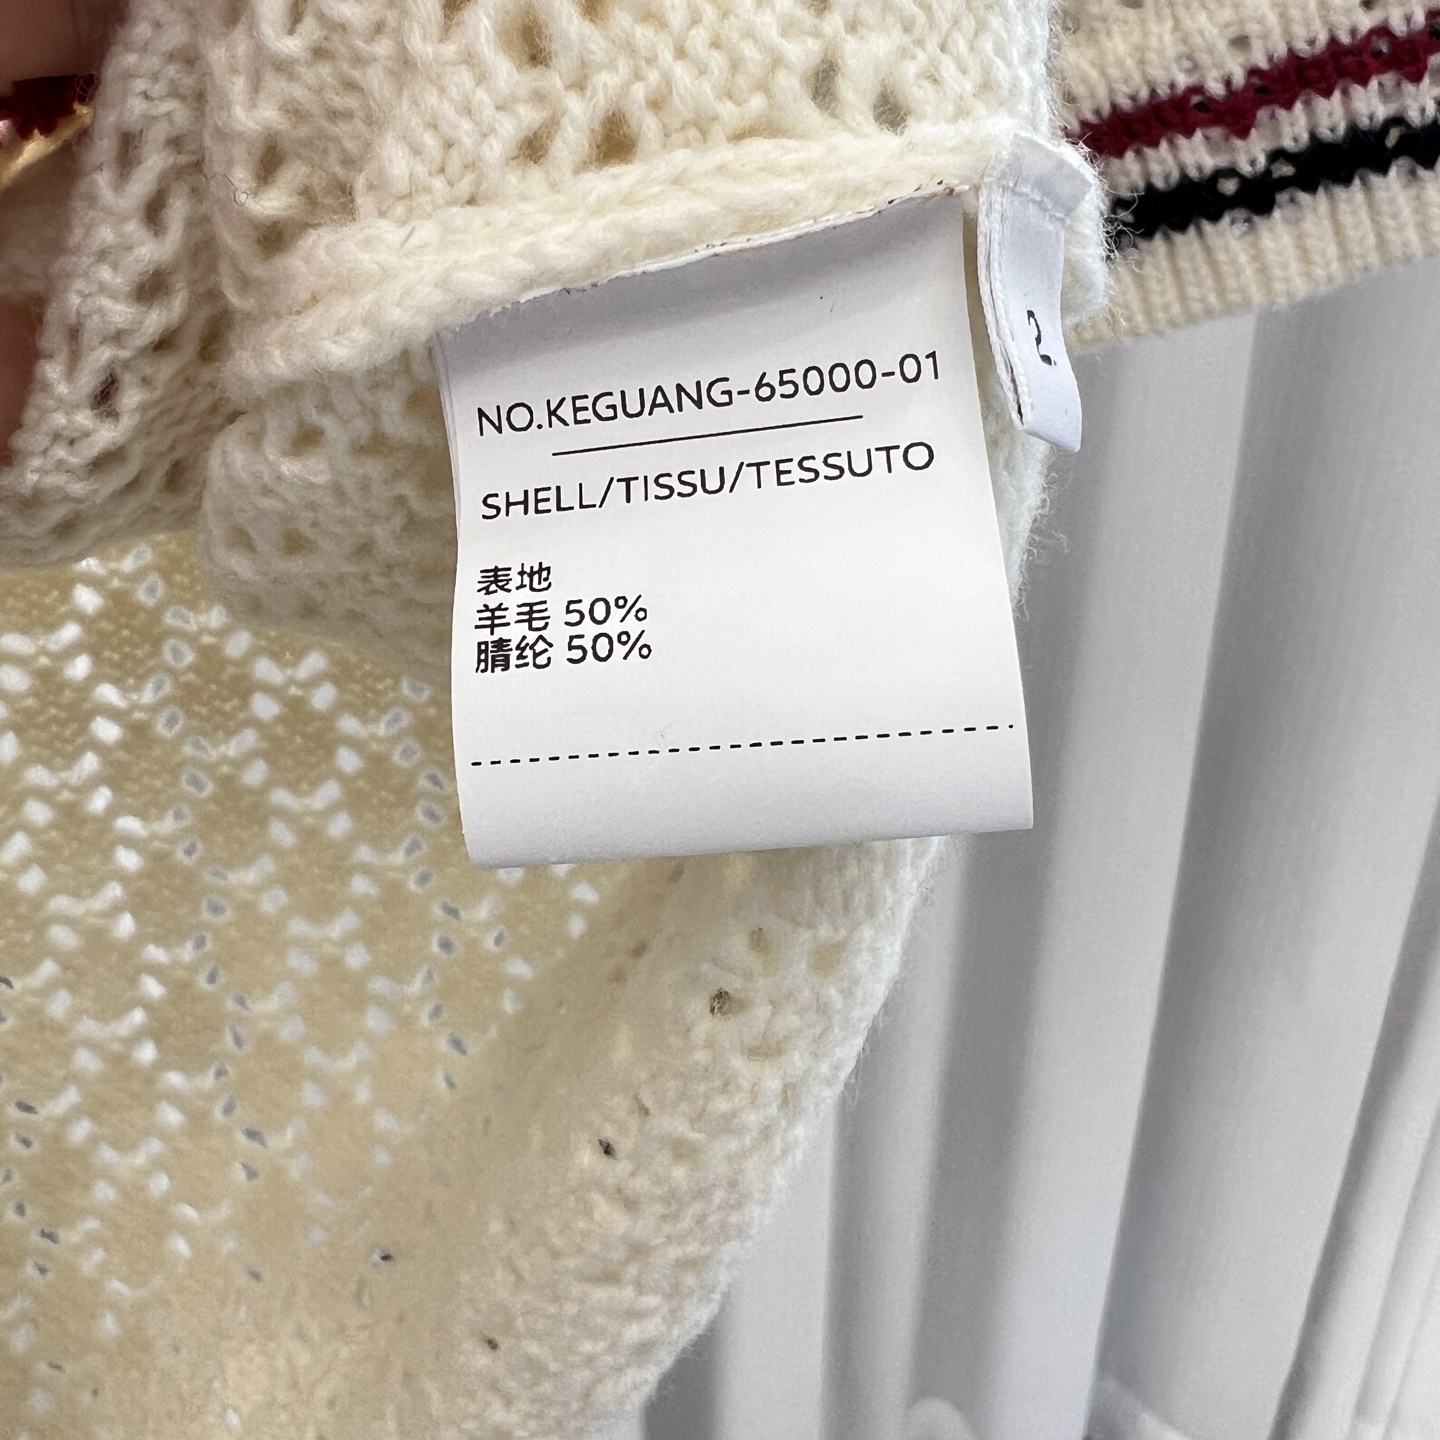 NO.KEGUANG-65000-01
SHELL/TISSU/TESSUTO
表地
羊毛 50%
腈纶 50%
2